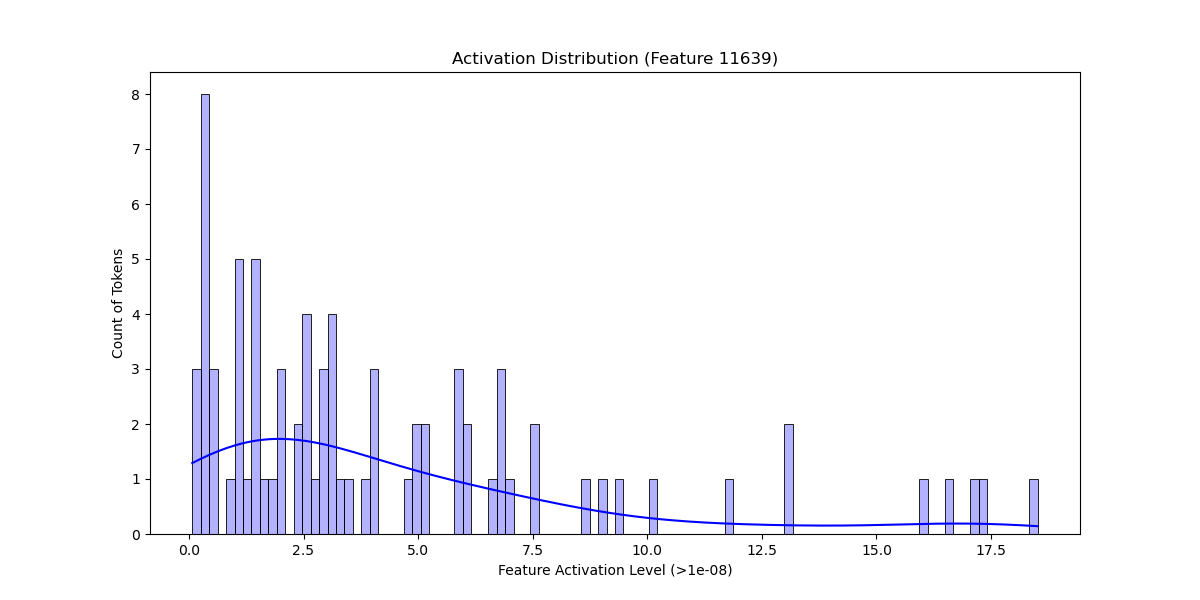 Activation Distribution (Feature 11639)
8
7
6
5
4
3
2
1
0
Count of Tokens
0.0 2.5 5.0 7.5 10.0 12.5 15.0 17.5
Feature Activation Level (>1e-08)